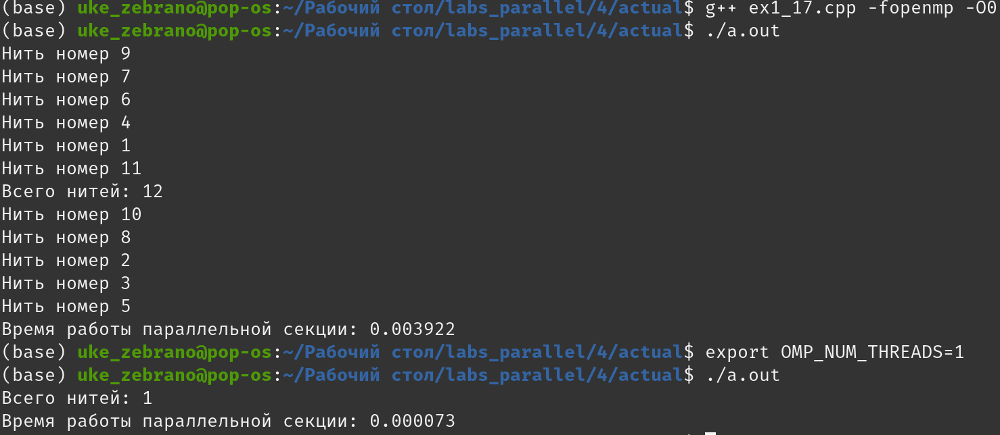 (base) uke_zebrano@pop-os:~/Рабочий стол/labs_parallel/4/actual$ g++ ex1_17.cpp -fopenmp -O0
(base) uke_zebrano@pop-os:~/Рабочий стол/labs_parallel/4/actual$ ./a.out
Нить номер 9
Нить номер 7
Нить номер 6
Нить номер 4
Нить номер 1
Нить номер 11
Всего нитей: 12
Нить номер 10
Нить номер 8
Нить номер 2
Нить номер 3
Нить номер 5
Время работы параллельной секции: 0.003922
(base) uke_zebrano@pop-os:~/Рабочий стол/labs_parallel/4/actual$ export OMP_NUM_THREADS=1
(base) uke_zebrano@pop-os:~/Рабочий стол/labs_parallel/4/actual$ ./a.out
Всего нитей: 1
Время работы параллельной секции: 0.000073